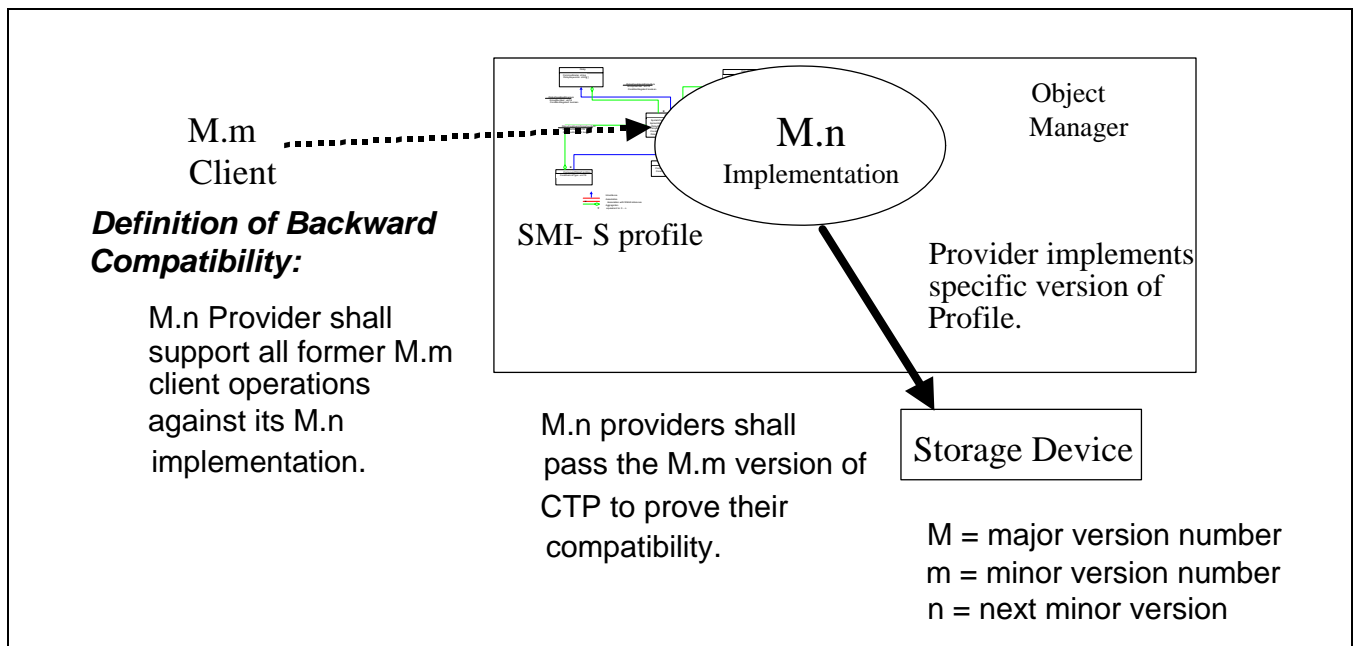 M.m
Client
Definition of Backward
Compatibility:
M.n Provider shall
support all former M.m
client operations
against its M.n
implementation.
M.n
Implementation
Object
Manager
SMI- S profile
Provider implements
specific version of
Profile.
M.n providers shall
pass the M.m version of
CTP to prove their
compatibility.
Storage Device
M = major version number
m = minor version number
n = next minor version